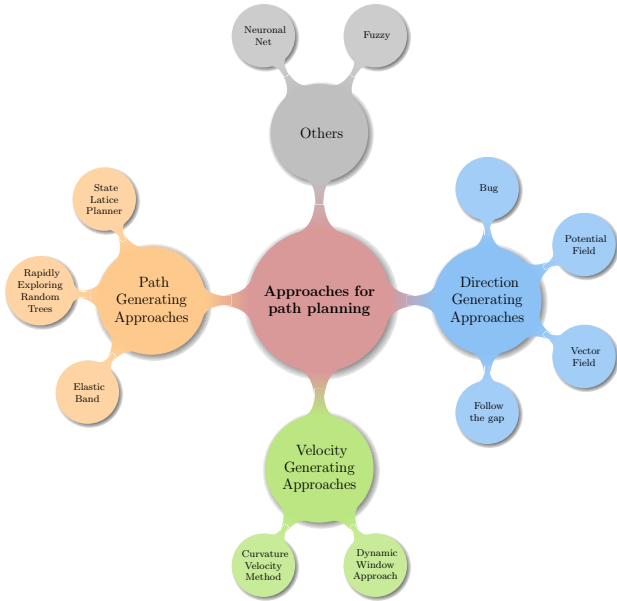 Neuronal
Net
Fuzzy
Others
State
Latice
Planner
Rapidly
Exploring
Random
Trees
Elastic
Band
Path
Generating
Approaches
Approaches for
path planning
Direction
Generating
Approaches
Bug
Potential
Field
Vector
Field
Follow
the gap
Velocity
Generating
Approaches
Curvature
Velocity
Method
Dynamic
Window
Approach